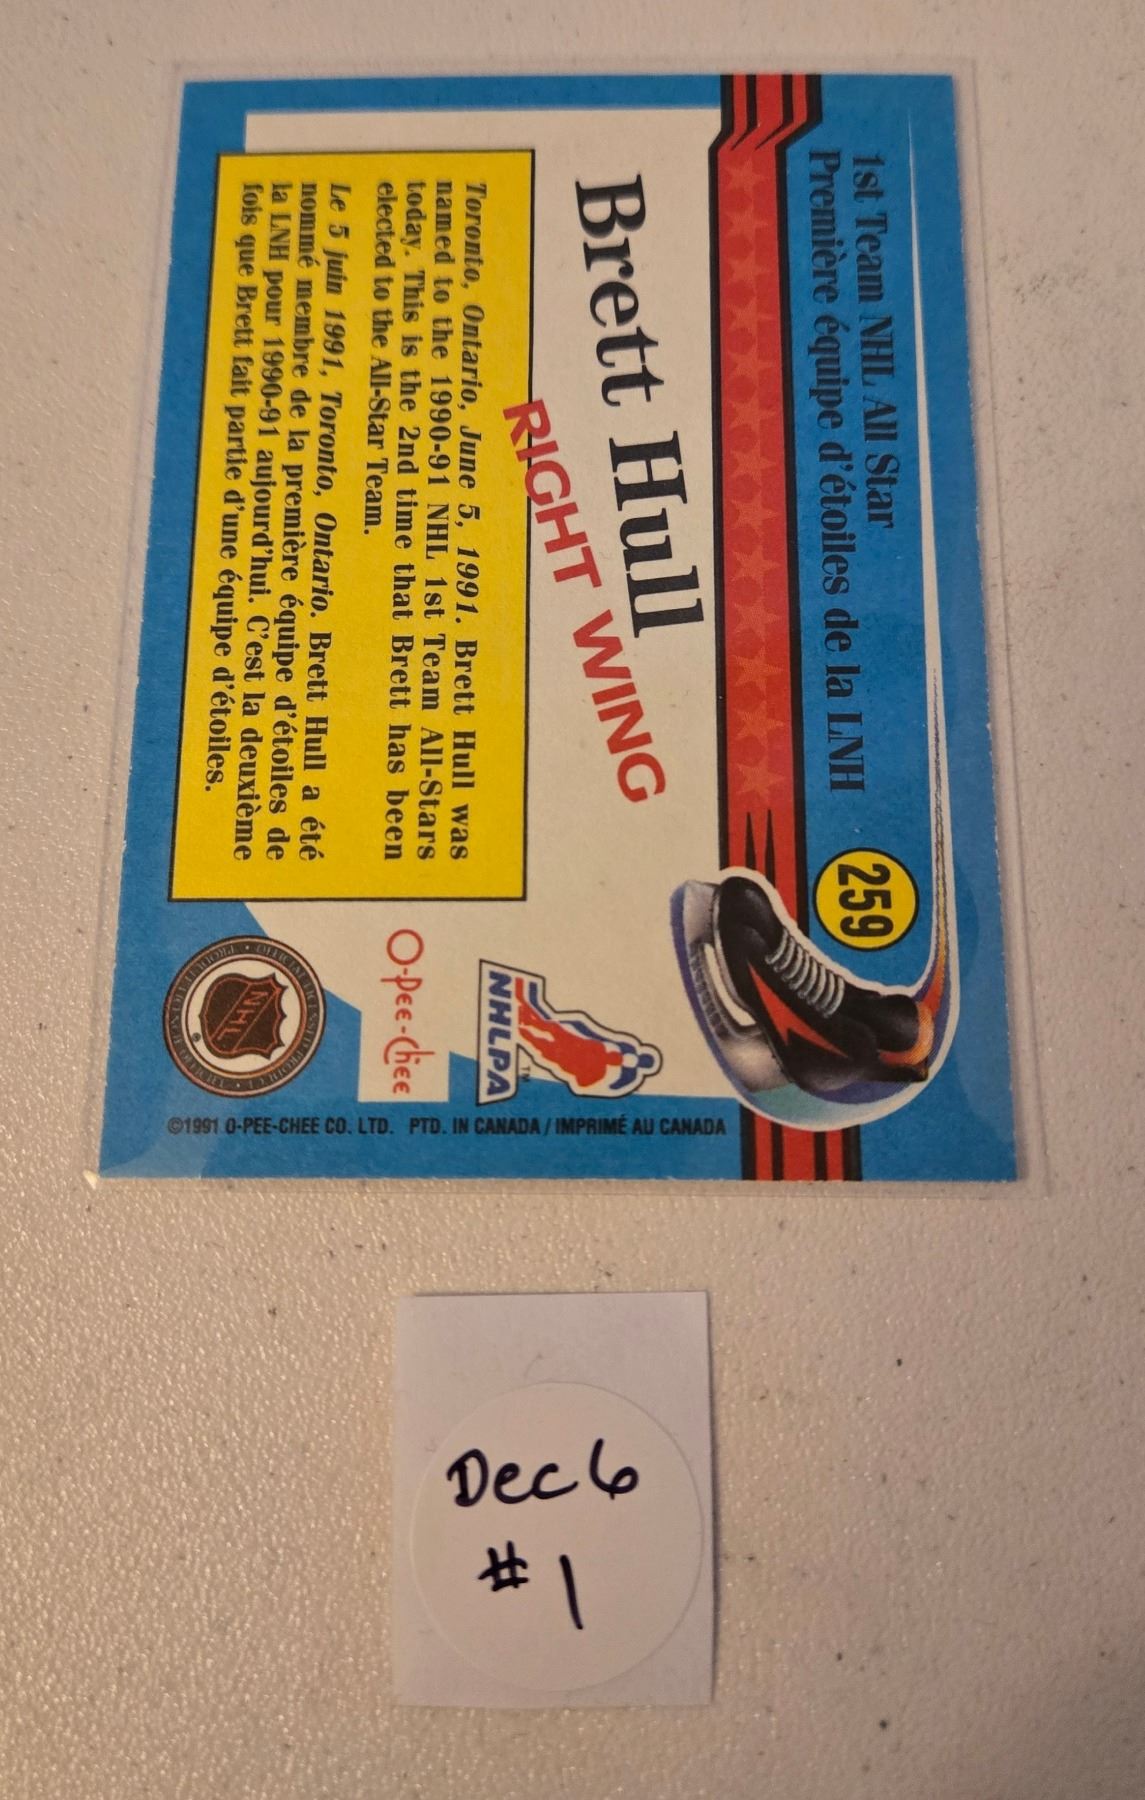 1st Team NHL All Star
Première équipe d'étoiles de la LNH
259
Brett Hull
RIGHT WING
Toronto, Ontario, June 5, 1991. Brett Hull was
named to the 1990-91 NHL 1st Team All-Stars
today. This is the 2nd time that Brett has been
elected to the All-Star Team.
Le 5 juin 1991, Toronto, Ontario. Brett Hull a été
nommé membre de la première équipe d'étoiles de
la LNH pour 1990-91 aujourd'hui. C'est la deuxième
fois que Brett fait partie d'une équipe d'étoiles.
NHLPA
TM
O-Pee-Chee
NHL
©1991 O-PEE-CHEE CO. LTD. PTD. IN CANADA / IMPRIMÉ AU CANADA
Dec 6
#1